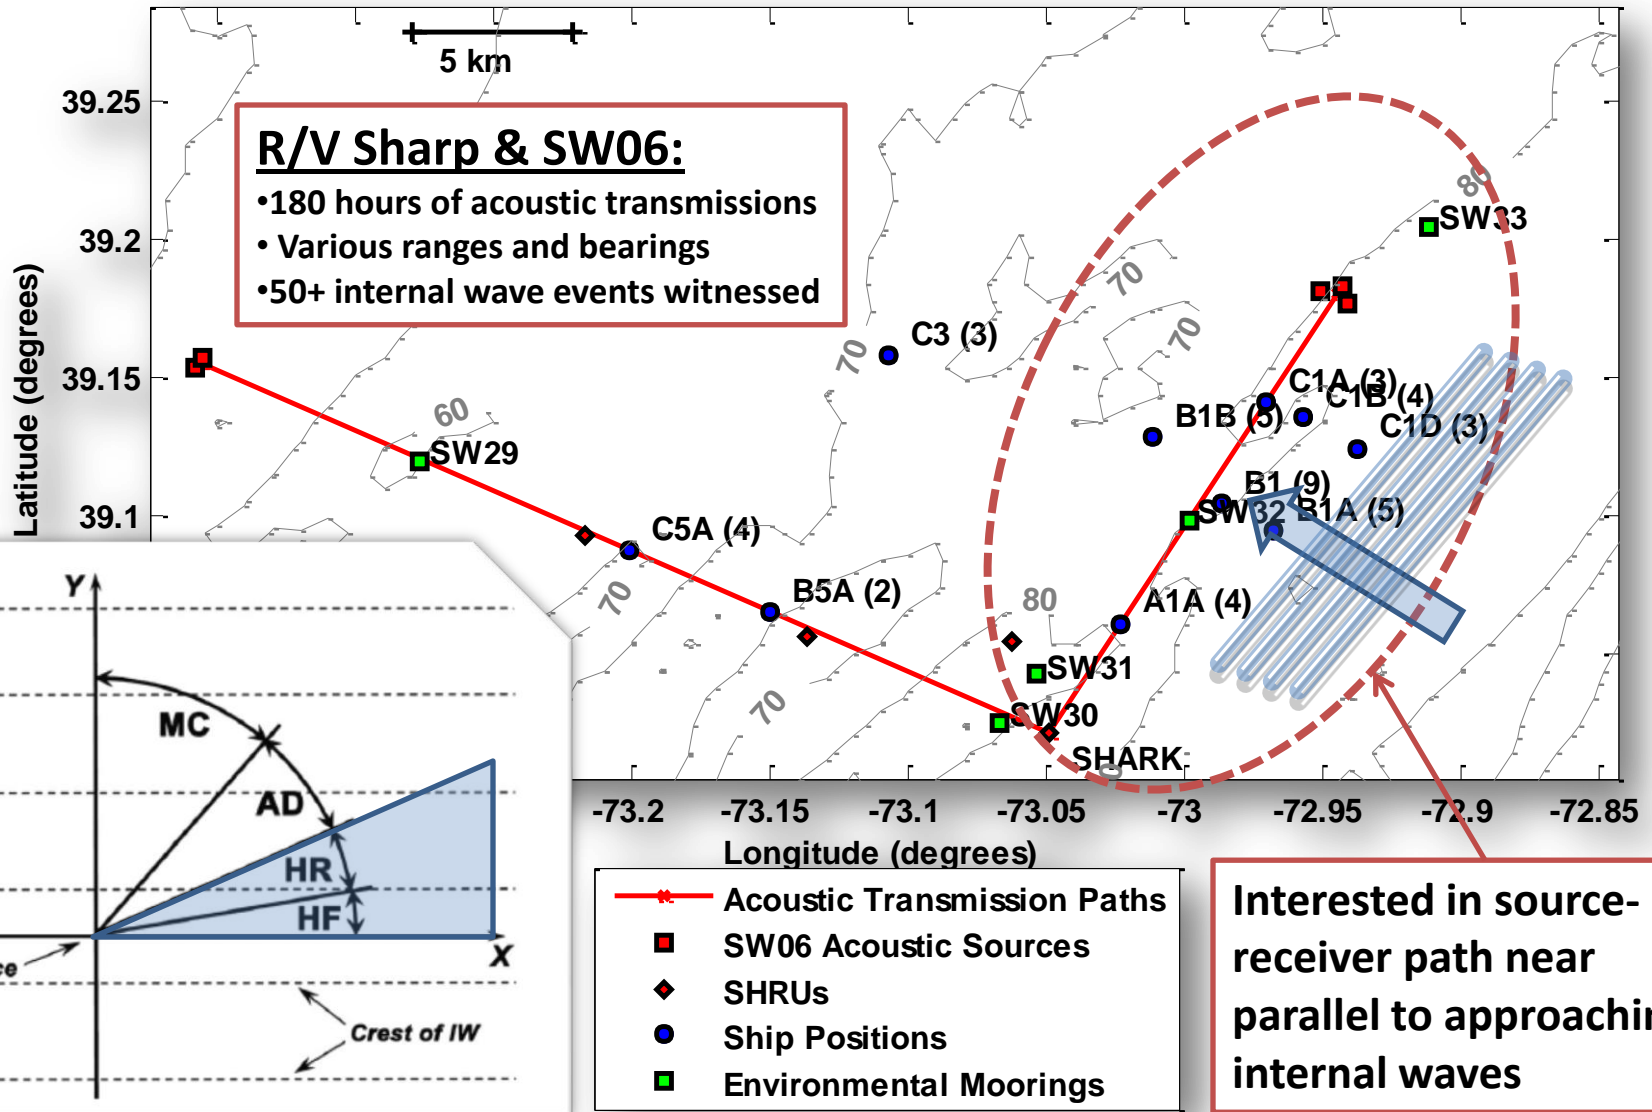 5 km
39.25
39.2
39.15
39.1
Latitude (degrees)
R/V Sharp & SW06:
•180 hours of acoustic transmissions
• Various ranges and bearings
•50+ internal wave events witnessed
80
SW33
70
70
70
C3 (3)
C1A (3)
C1B (4)
B1B (5)
C1D (3)
60
SW29
B1 (9)
SW32
B1A (5)
C5A (4)
70
B5A (2)
80
A1A (4)
SW31
70
SW30
SHARK
-73.2
-73.15
-73.1
-73.05
-73
-72.95
-72.9
-72.85
Longitude (degrees)
Y
MC
AD
HR
HF
X
Crest of IW
Acoustic Transmission Paths
SW06 Acoustic Sources
SHRUs
Ship Positions
Environmental Moorings
Interested in source-
receiver path near
parallel to approachin
internal waves